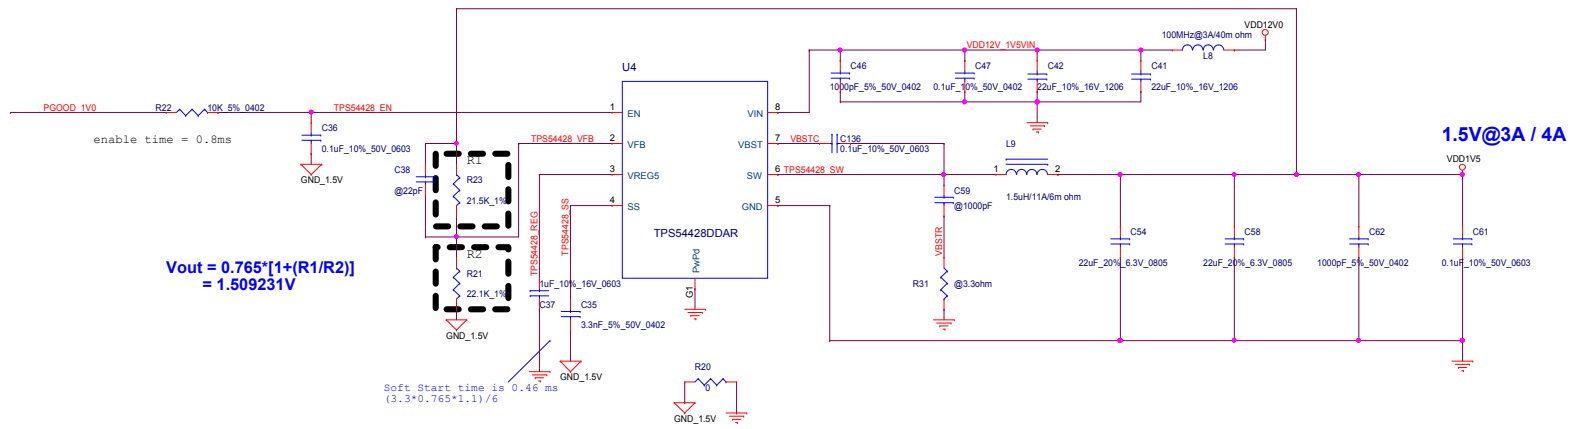 VDD12V0
100MHz@3A/40m ohm
L8
VDD12V_1V5VIN
C46
1000pF_5%_50V_0402
C47
0.1uF_10%_50V_0402
C42
22uF_10%_16V_1206
C41
22uF_10%_16V_1206
U4
PGOOD_1V0
R22
10K_5%_0402
TPS54428_EN
1
EN
VIN
8
enable time = 0.8ms
C36
0.1uF_10%_50V_0603
GND_1.5V
TPS54428_VFB
2
VFB
VBST
7
VBSTC
C136
0.1uF_10%_50V_0603
1.5V@3A / 4A
VDD1V5
R1
C38
@22pF
R23
21.5K_1%
3
VREG5
SW
6
TPS54428_SW
L9
1
2
1.5uH/11A/6m ohm
4
SS
GND
5
C59
@1000pF
TPS54428DDAR
PwPd
G1
TPS54428_REG
TPS54428_SS
VBSTR
R31
@3.3ohm
C54
22uF_20%_6.3V_0805
C58
22uF_20%_6.3V_0805
C62
1000pF_5%_50V_0402
C61
0.1uF_10%_50V_0603
R2
R21
22.1K_1%
GND_1.5V
Vout = 0.765*[1+(R1/R2)]
= 1.509231V
1uF_10%_16V_0603
C37
C35
3.3nF_5%_50V_0402
GND_1.5V
Soft Start time is 0.46 ms
(3.3*0.765*1.1)/6
R20
0
GND_1.5V